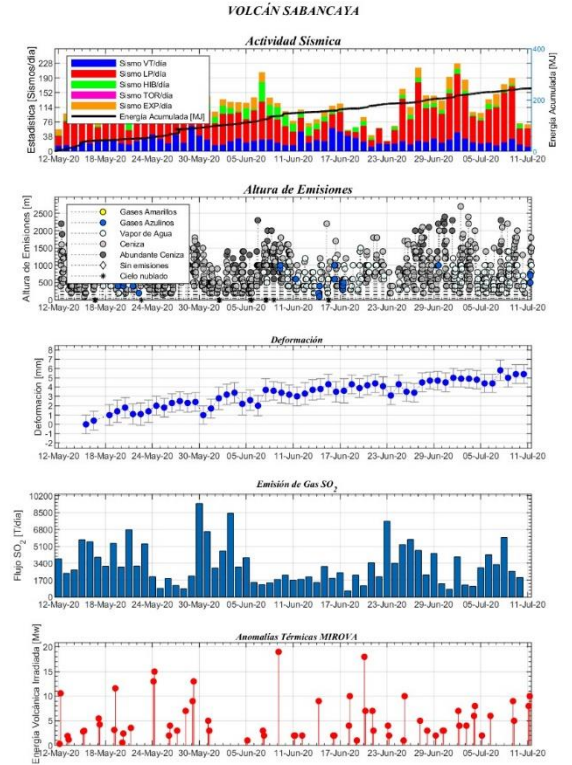 VOLCÁN SABANCAYA
Actividad Sísmica
Estadística [Sismos/día]
228
190
152
114
76
38
0
Sismo VT/día
Sismo LP/día
Sismo HIB/día
Sismo TOR/día
Sismo EXP/día
Energía Acumulada [MJ]
400
200
0
Energía Acumulada [MJ]
12-May-20 18-May-20 24-May-20 30-May-20 05-Jun-20 11-Jun-20 17-Jun-20 23-Jun-20 29-Jun-20 05-Jul-20 11-Jul-20
Altura de Emisiones
Altura de Emisiones [m]
2500
2000
1500
1000
500
0
Gases Amarillos
Gases Azulinos
Vapor de Agua
Ceniza
Abundante Ceniza
Sin emisiones
Cielo nublado
12-May-20 18-May-20 24-May-20 30-May-20 05-Jun-20 11-Jun-20 17-Jun-20 23-Jun-20 29-Jun-20 05-Jul-20 11-Jul-20
Deformación
Deformación [mm]
8
7
6
5
4
3
2
1
0
-1
-2
12-May-20 18-May-20 24-May-20 30-May-20 05-Jun-20 11-Jun-20 17-Jun-20 23-Jun-20 29-Jun-20 05-Jul-20 11-Jul-20
Emisión de Gas SO2
Flujo SO2 [T/día]
10200
8500
6800
5100
3400
1700
0
12-May-20 18-May-20 24-May-20 30-May-20 05-Jun-20 11-Jun-20 17-Jun-20 23-Jun-20 29-Jun-20 05-Jul-20 11-Jul-20
Anomalías Térmicas MIROVA
Energía Volcánica Irradiada [Mw]
20
15
10
5
0
12-May-20 18-May-20 24-May-20 30-May-20 05-Jun-20 11-Jun-20 17-Jun-20 23-Jun-20 29-Jun-20 05-Jul-20 11-Jul-20